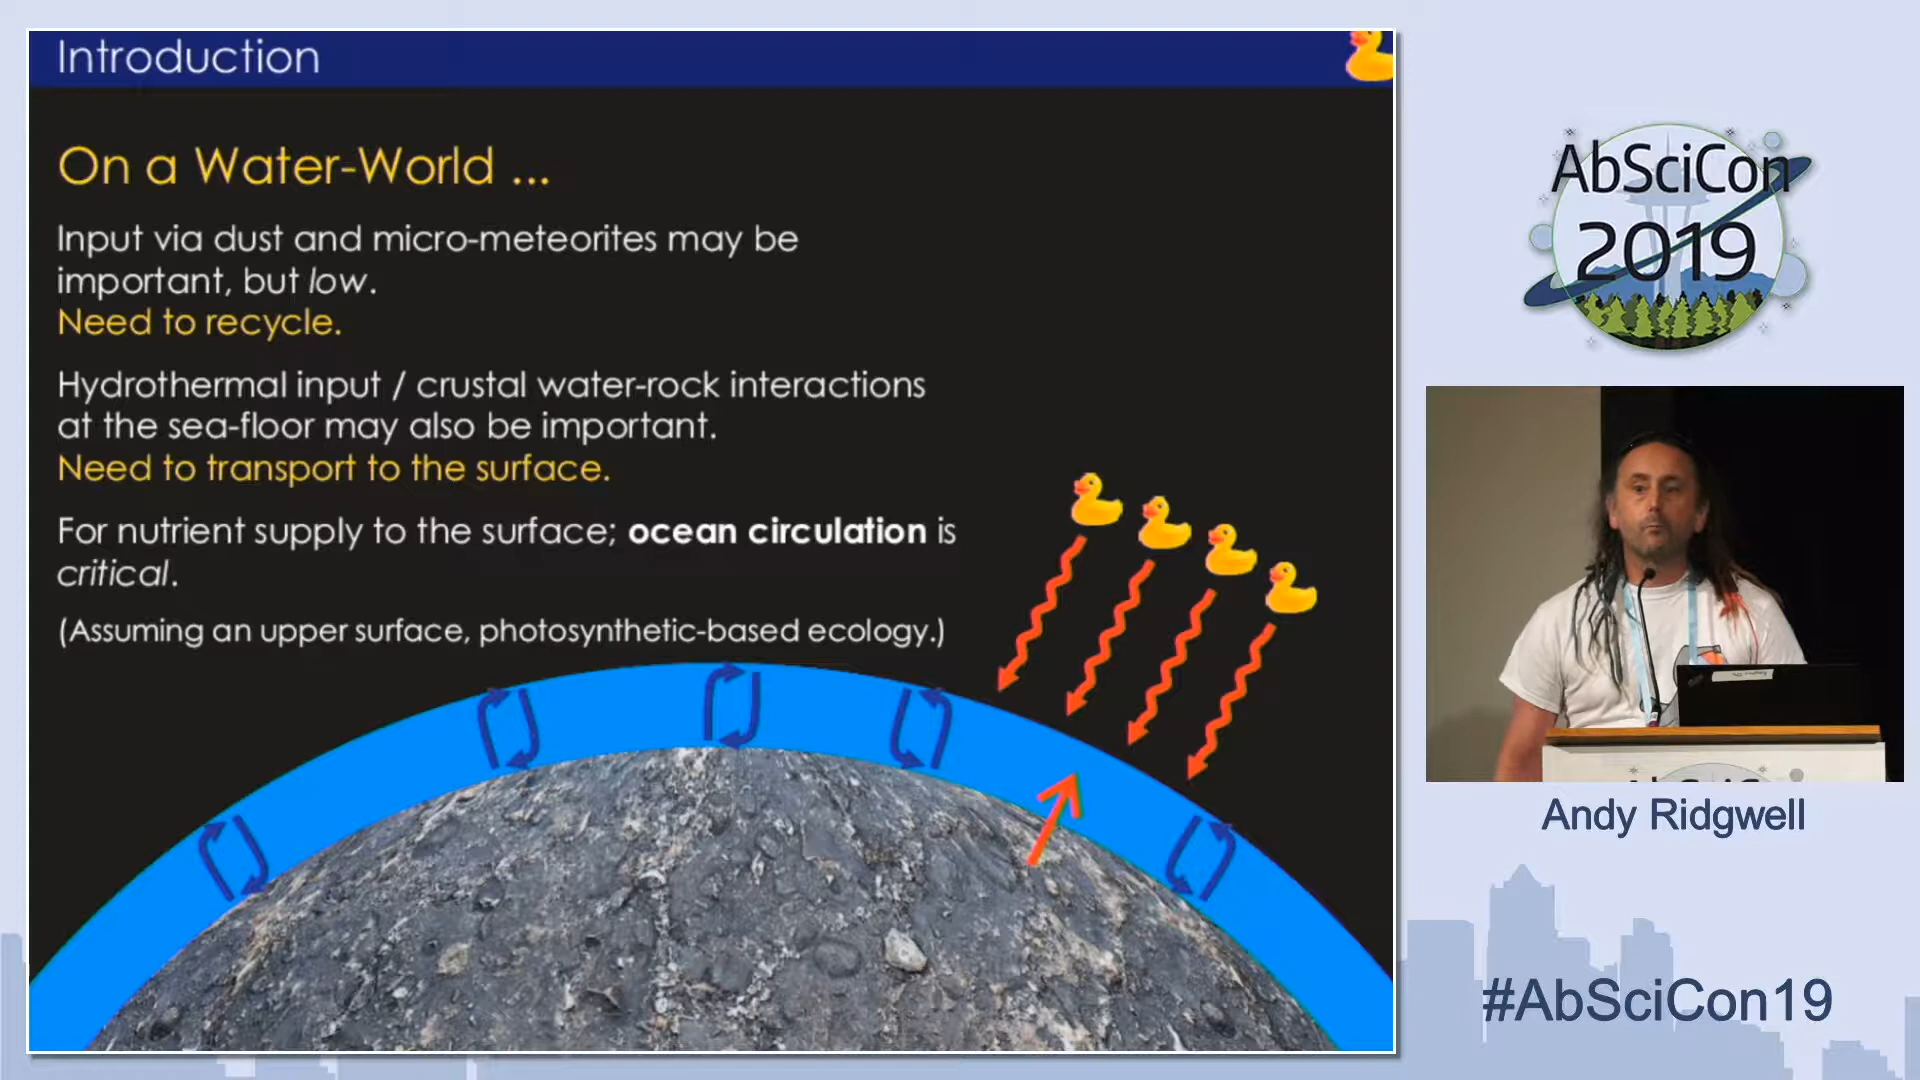 Introduction
On a Water-World ...
Input via dust and micro-meteorites may be
important, but low.
Need to recycle.
Hydrothermal input / crustal water-rock interactions
at the sea-floor may also be important.
Need to transport to the surface.
For nutrient supply to the surface; ocean circulation is
critical.
(Assuming an upper surface, photosynthetic-based ecology.)
AbSciCon
2019
Andy Ridgwell
#AbSciCon19